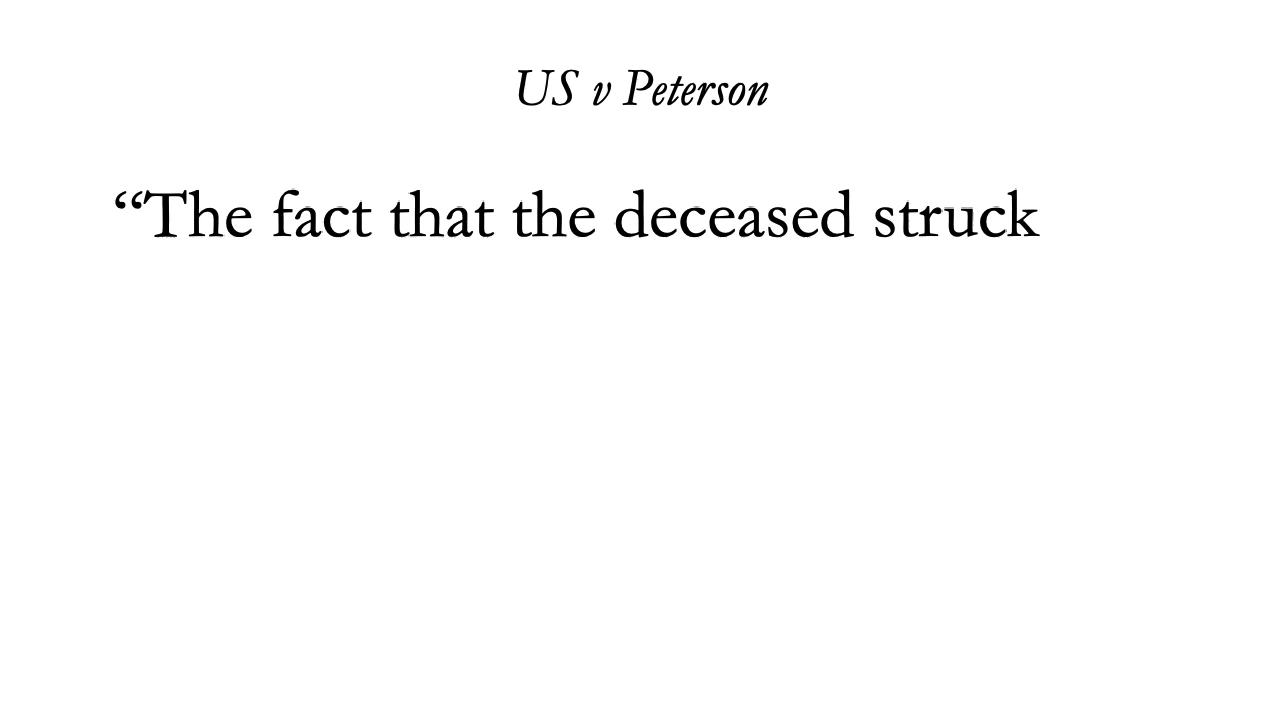 US v Peterson
“The fact that the deceased struck